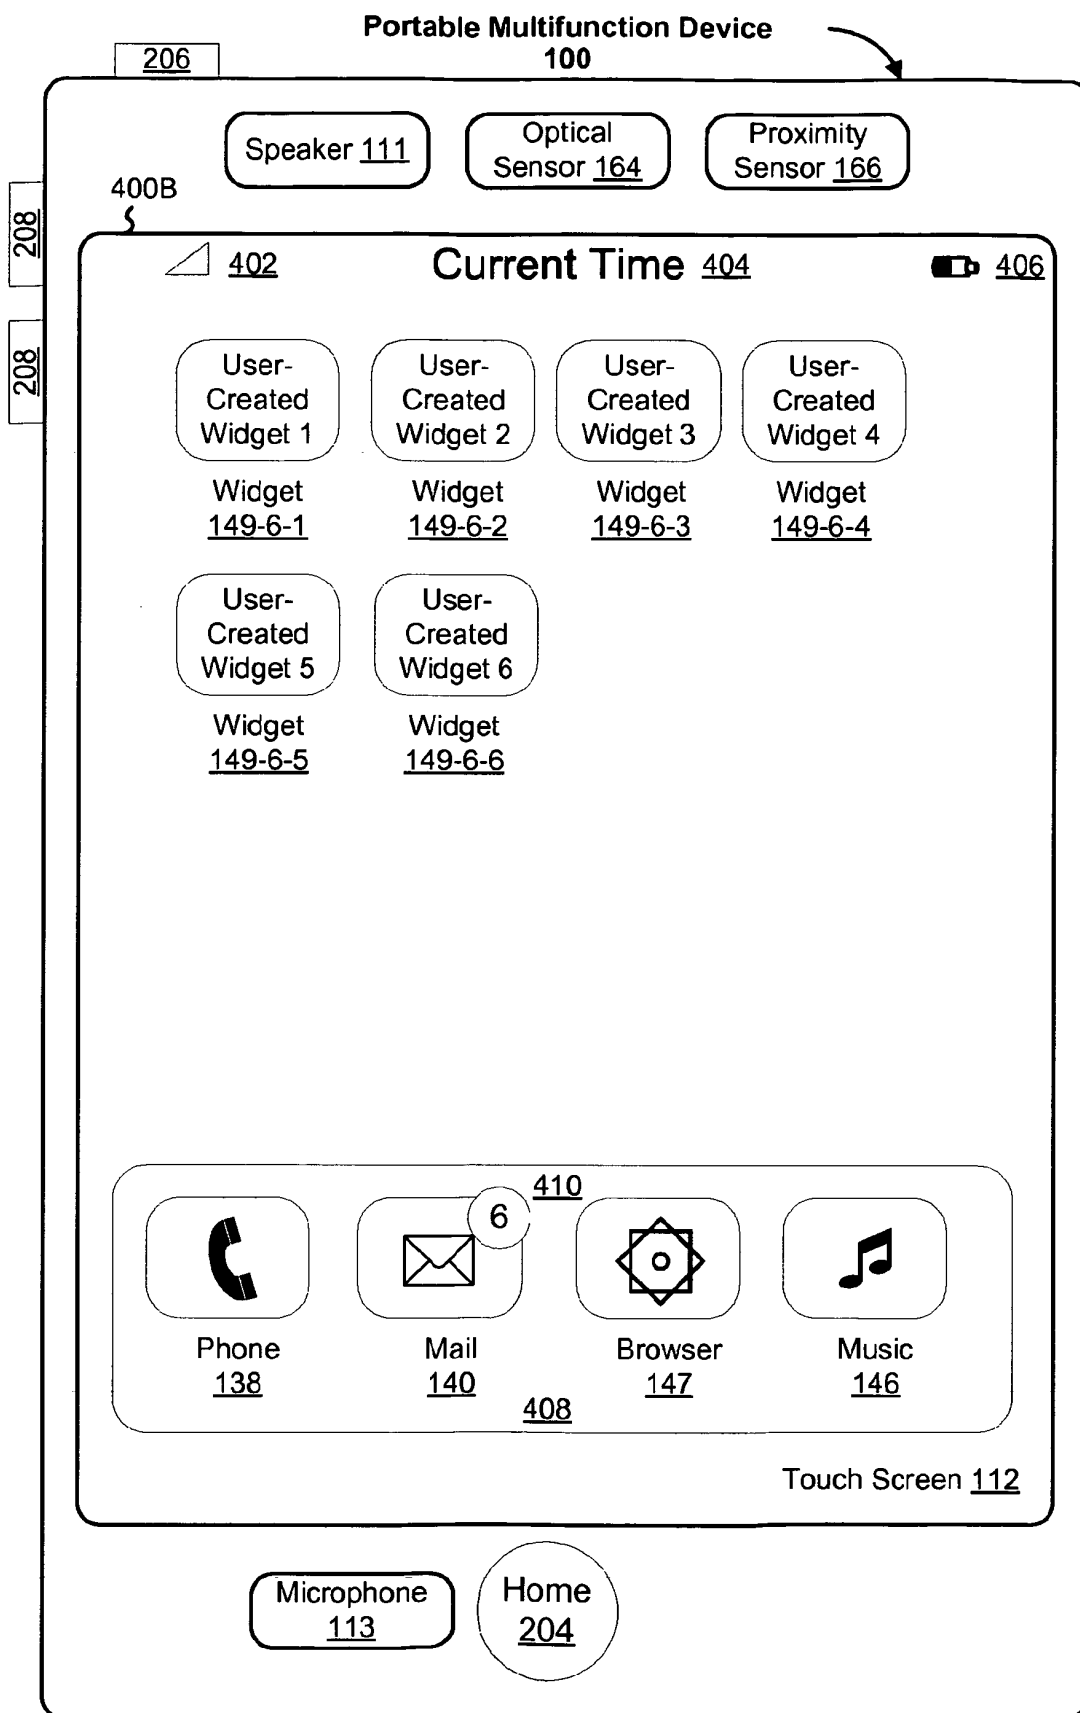 Portable Multifunction Device
100
206
Speaker 111
Optical
Sensor 164
Proximity
Sensor 166
208
400B
402
Current Time 404
406
208
User-
Created
Widget 1
User-
Created
Widget 2
User-
Created
Widget 3
User-
Created
Widget 4
Widget
149-6-1
Widget
149-6-2
Widget
149-6-3
Widget
149-6-4
User-
Created
Widget 5
User-
Created
Widget 6
Widget
149-6-5
Widget
149-6-6
410
6
Phone
138
Mail
140
Browser
147
Music
146
408
Touch Screen 112
Microphone
113
Home
204